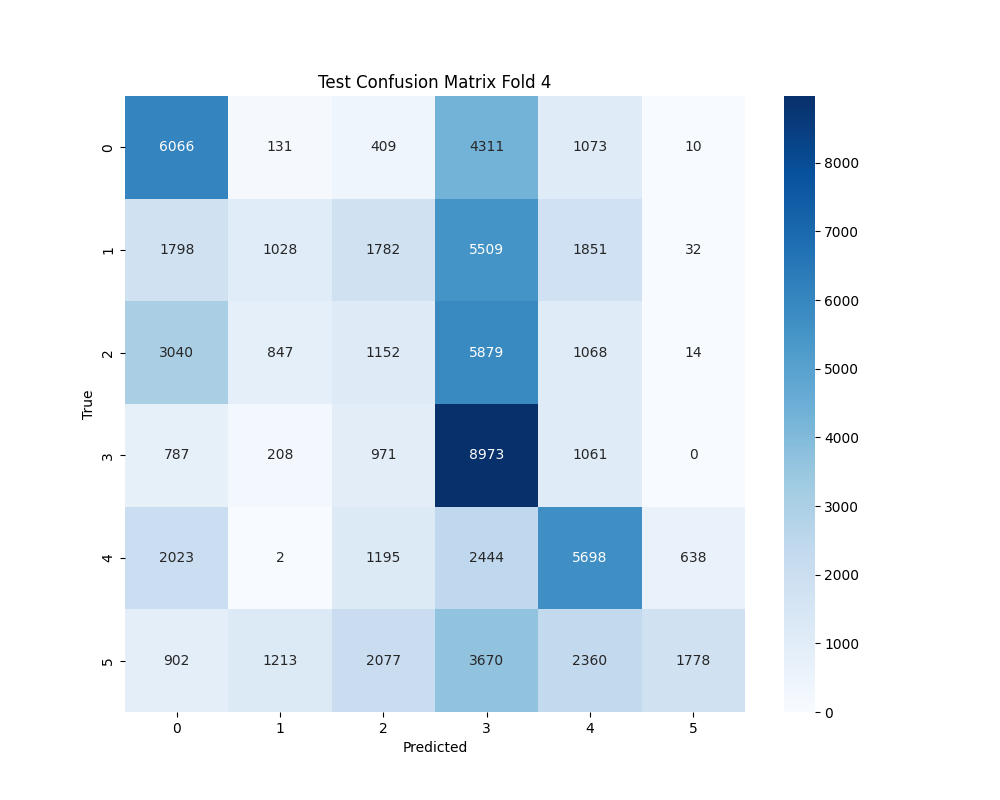 Test Confusion Matrix Fold 4
0 6066 131 409 4311 1073 10
1 1798 1028 1782 5509 1851 32
2 3040 847 1152 5879 1068 14
3 787 208 971 8973 1061 0
4 2023 2 1195 2444 5698 638
5 902 1213 2077 3670 2360 1778
0 1 2 3 4 5
Predicted
True
8000
7000
6000
5000
4000
3000
2000
1000
0